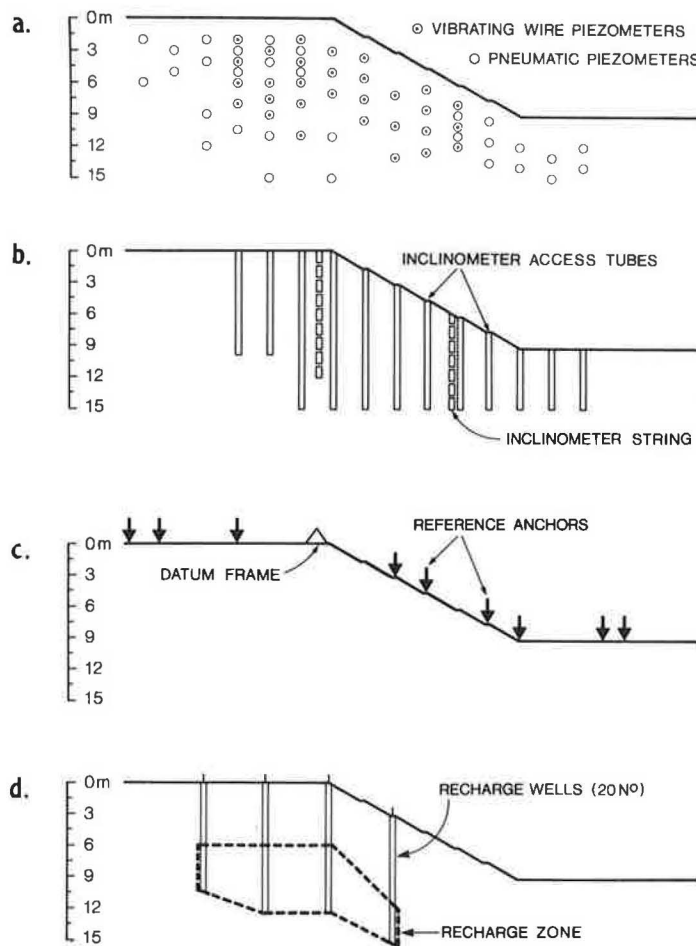 a.
0m
3
6
9
12
15
VIBRATING WIRE PIEZOMETERS
PNEUMATIC PIEZOMETERS
b.
0m
3
6
9
12
15
INCLINOMETER ACCESS TUBES
INCLINOMETER STRING
c.
0m
3
6
9
12
15
REFERENCE ANCHORS
DATUM FRAME
d.
0m
3
6
9
12
15
RECHARGE WELLS (20Nº)
RECHARGE ZONE